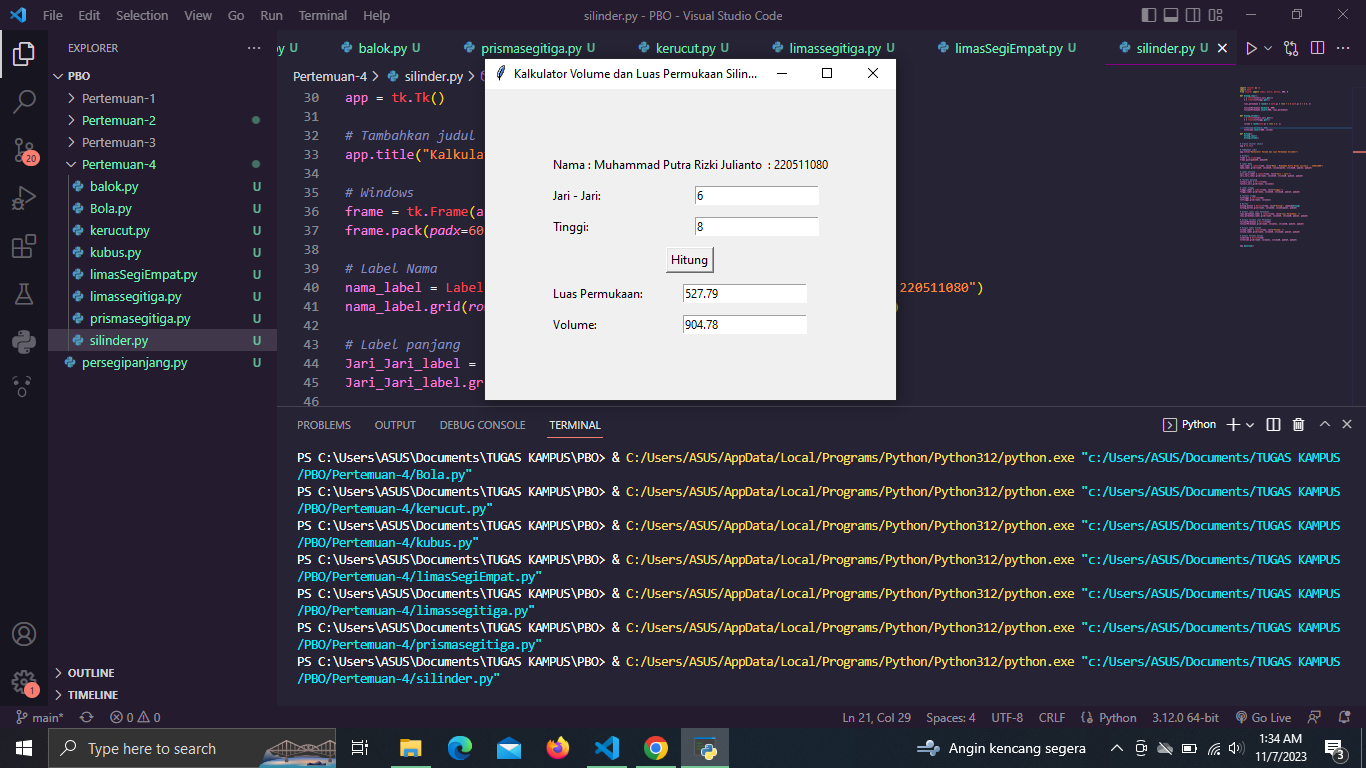 File Edit Selection View Go Run Terminal Help
silinder.py - PBO - Visual Studio Code
EXPLORER
PBO
Pertemuan-1
Pertemuan-2
Pertemuan-3
Pertemuan-4
balok.py U
Bola.py U
kerucut.py U
kubus.py U
limasSegiEmpat.py U
limassegitiga.py U
prismasegitiga.py U
silinder.py U
persegipanjang.py U
OUTLINE
TIMELINE
20
1
y U balok.py U prismasegitiga.py U kerucut.py U limassegitiga.py U limasSegiEmpat.py U silinder.py U
Pertemuan-4 > silinder.py >
30 app = tk.Tk()
31
32 # Tambahkan judul
33 app.title("Kalkula
34
35 # Windows
36 frame = tk.Frame(a
37 frame.pack(padx=60
38
39 # Label Nama
40 nama_label = Label 220511080")
41 nama_label.grid(ro )
42
43 # Label panjang
44 Jari_Jari_label =
45 Jari_Jari_label.gr
46
Kalkulator Volume dan Luas Permukaan Silin...
Nama : Muhammad Putra Rizki Julianto : 220511080
Jari - Jari: 6
Tinggi: 8
Hitung
Luas Permukaan: 527.79
Volume: 904.78
PROBLEMS OUTPUT DEBUG CONSOLE TERMINAL
Python
PS C:\Users\ASUS\Documents\TUGAS KAMPUS\PBO> & C:/Users/ASUS/AppData/Local/Programs/Python/Python312/python.exe "c:/Users/ASUS/Documents/TUGAS KAMPUS
/PBO/Pertemuan-4/Bola.py"
PS C:\Users\ASUS\Documents\TUGAS KAMPUS\PBO> & C:/Users/ASUS/AppData/Local/Programs/Python/Python312/python.exe "c:/Users/ASUS/Documents/TUGAS KAMPUS
/PBO/Pertemuan-4/kerucut.py"
PS C:\Users\ASUS\Documents\TUGAS KAMPUS\PBO> & C:/Users/ASUS/AppData/Local/Programs/Python/Python312/python.exe "c:/Users/ASUS/Documents/TUGAS KAMPUS
/PBO/Pertemuan-4/kubus.py"
PS C:\Users\ASUS\Documents\TUGAS KAMPUS\PBO> & C:/Users/ASUS/AppData/Local/Programs/Python/Python312/python.exe "c:/Users/ASUS/Documents/TUGAS KAMPUS
/PBO/Pertemuan-4/limasSegiEmpat.py"
PS C:\Users\ASUS\Documents\TUGAS KAMPUS\PBO> & C:/Users/ASUS/AppData/Local/Programs/Python/Python312/python.exe "c:/Users/ASUS/Documents/TUGAS KAMPUS
/PBO/Pertemuan-4/limassegitiga.py"
PS C:\Users\ASUS\Documents\TUGAS KAMPUS\PBO> & C:/Users/ASUS/AppData/Local/Programs/Python/Python312/python.exe "c:/Users/ASUS/Documents/TUGAS KAMPUS
/PBO/Pertemuan-4/prismasegitiga.py"
PS C:\Users\ASUS\Documents\TUGAS KAMPUS\PBO> & C:/Users/ASUS/AppData/Local/Programs/Python/Python312/python.exe "c:/Users/ASUS/Documents/TUGAS KAMPUS
/PBO/Pertemuan-4/silinder.py"
main* 0 0 Ln 21, Col 29 Spaces: 4 UTF-8 CRLF Python 3.12.0 64-bit Go Live
Type here to search
Angin kencang segera
1:34 AM
11/7/2023
3